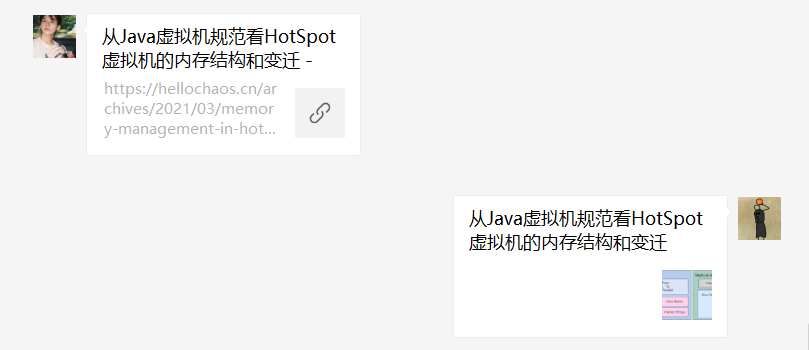 从Java虚拟机规范看HotSpot
虚拟机的内存结构和变迁 -
https://hellochaos.cn/ar
chives/2021/03/memor
y-management-in-hot...
从Java虚拟机规范看HotSpot
虚拟机的内存结构和变迁